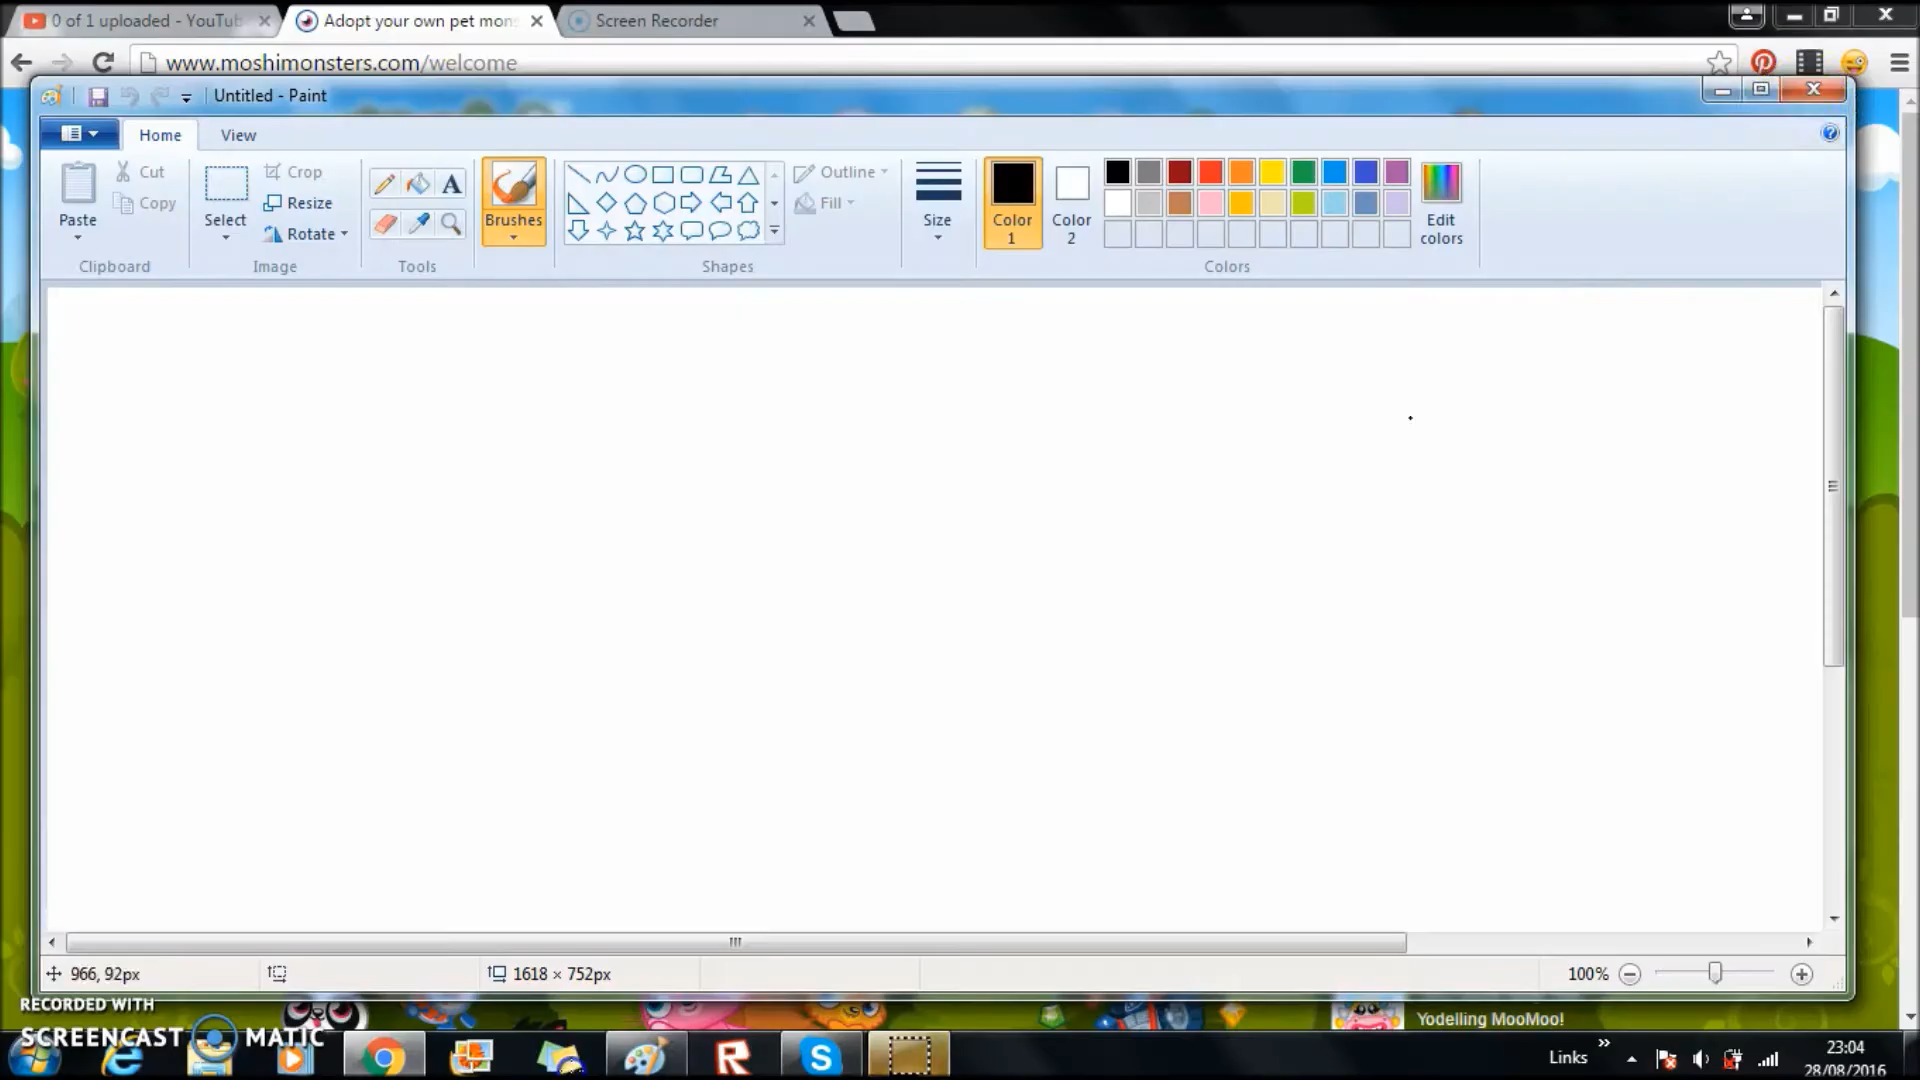 0 of 1 uploaded - YouTub
Adopt your own pet mons
Screen Recorder
www.moshimonsters.com/welcome
Untitled - Paint
Home
View
Paste
Cut
Copy
Clipboard
Select
Crop
Resize
Rotate
Image
A
Tools
Brushes
Shapes
Outline
Fill
Size
Color 1
Color 2
Edit colors
Colors
966, 92px
1618 × 752px
100%
RECORDED WITH
SCREENCAST MATIC
Yodelling MooMoo!
Links
23:04
28/08/2016